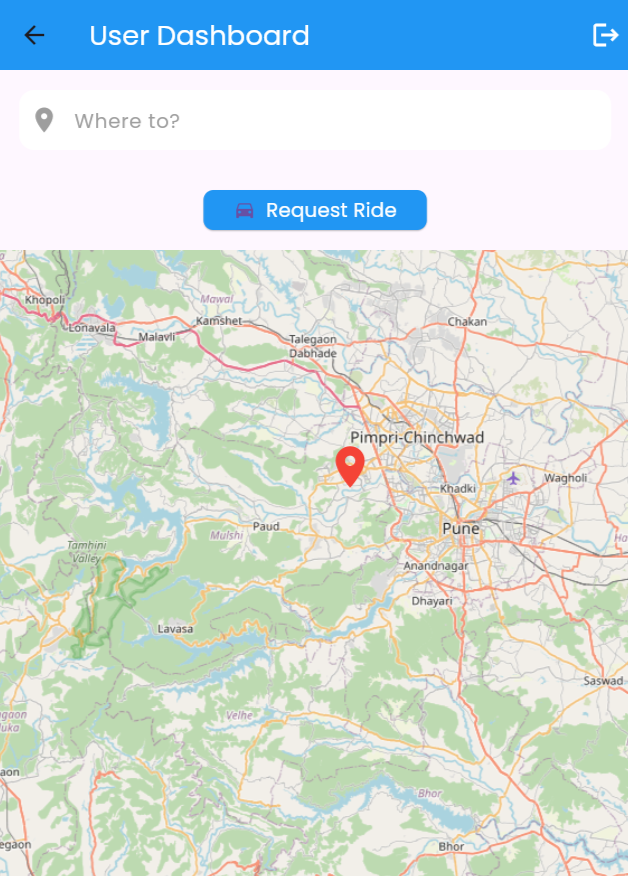 User Dashboard
Where to?
Request Ride
Khopoli
Mawal
Lonavala
Kamshet
Chakan
Malavli
Talegaon
Dabhade
Pimpri-Chinchwad
Wagholi
Khadki
Paud
Pune
Mulshi
Tamhini
Valley
Anandnagar
Dhayari
Lavasa
Saswad
Velhe
Bhor
Bhor